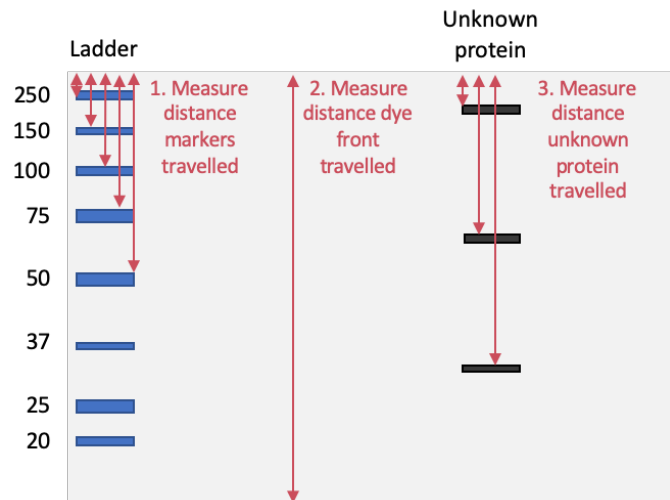 Ladder
Unknown
protein
250
150
100
75
50
37
25
20
1. Measure
distance
markers
travelled
2. Measure
distance dye
front
travelled
3. Measure
distance
unknown
protein
travelled